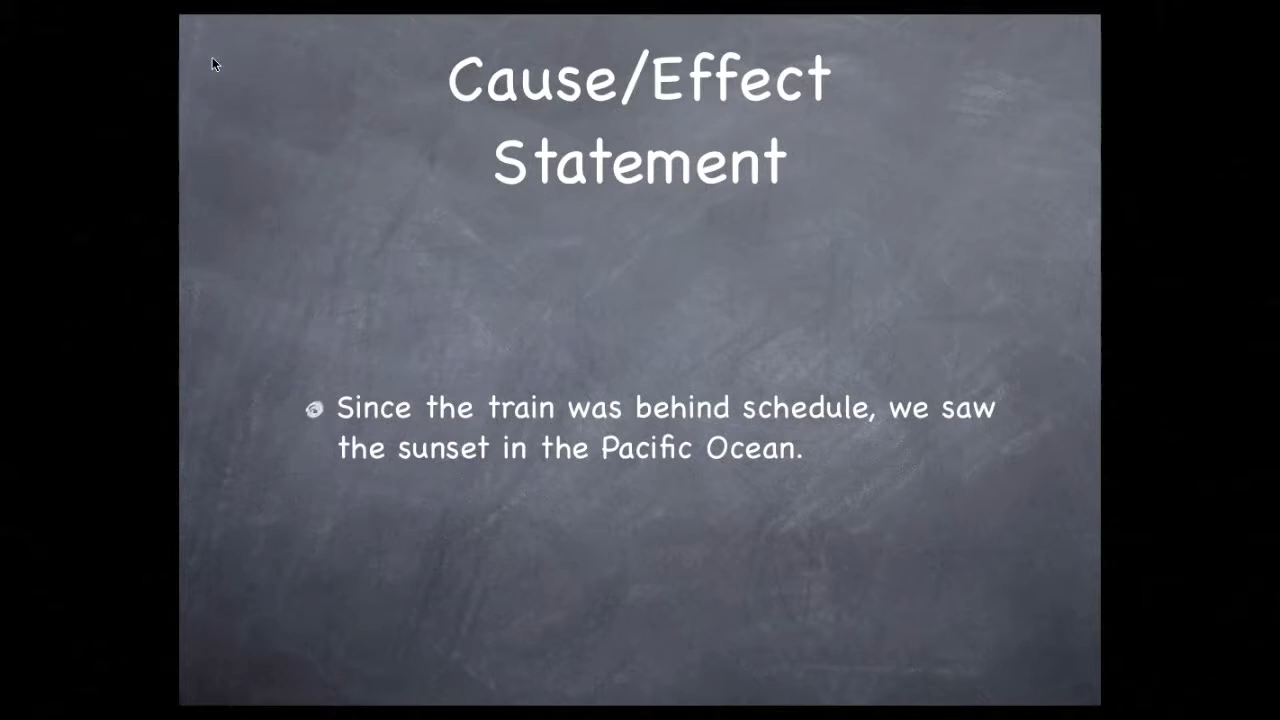 Cause/Effect
Statement
Since the train was behind schedule, we saw
the sunset in the Pacific Ocean.